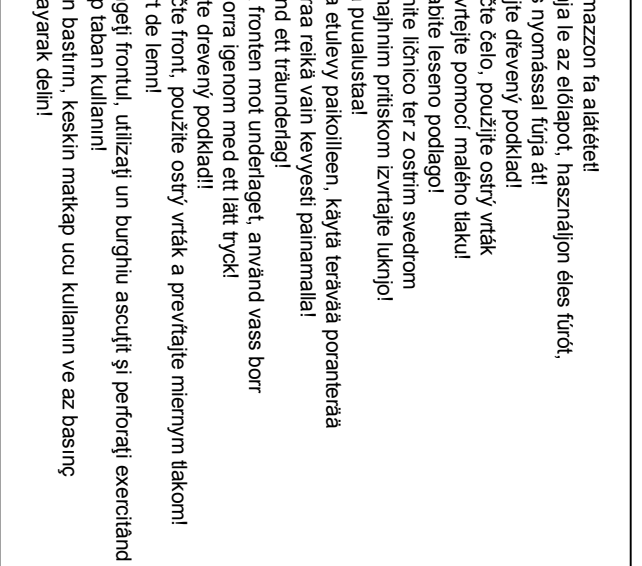 mazzon fa alátétet!
ja le az előlapot, használjon éles fúrót,
s nyomással fúrja át!
jte dřevený podklad!
čte čelo, použijte ostrý vrták
vrtejte pomocí malého tlaku!
abite leseno podlago!
nite ličnico ter z ostrim svedrom
najhnim pritiskom izvrtajte luknjo!
puualustaa!
a etulevy paikoilleen, käytä terävää poranterää
raa reikä vain kevyesti painamalla!
nd ett träunderlag!
fronten mot underlaget, använd vass borr
orra igenom med ett lätt tryck!
te drevený podklad!!
čte front, použite ostrý vrták a prevŕtajte miernym tlakom!
t de lemn!
geţi frontul, utilizaţi un burghiu ascuţit şi perforaţi exercitând
p taban kullanın!
n bastırın, keskin matkap ucu kullanın ve az basınç
ayarak delin!